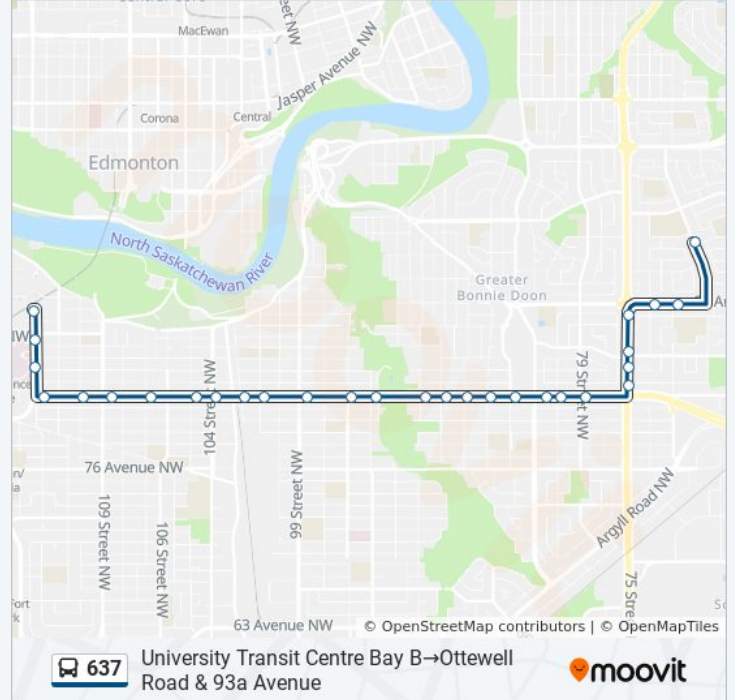 MacEwan
Jasper Avenue NW
Corona
Central
Edmonton
North Saskatchewan River
Greater
Bonnie Doon
79 Street NW
104 Street NW
76 Avenue NW
99 Street NW
109 Street NW
106 Street NW
Argyll Road NW
75 Stree
63 Avenue NW
© OpenStreetMap contributors | © OpenMapTiles
637
University Transit Centre Bay B→Ottewell
Road & 93a Avenue
moovit